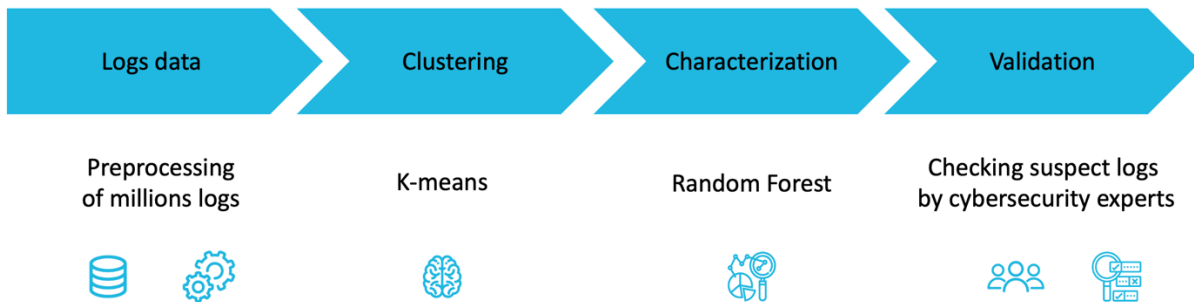 Logs data
Clustering
Characterization
Validation
Preprocessing
of millions logs
K-means
Random Forest
Checking suspect logs
by cybersecurity experts